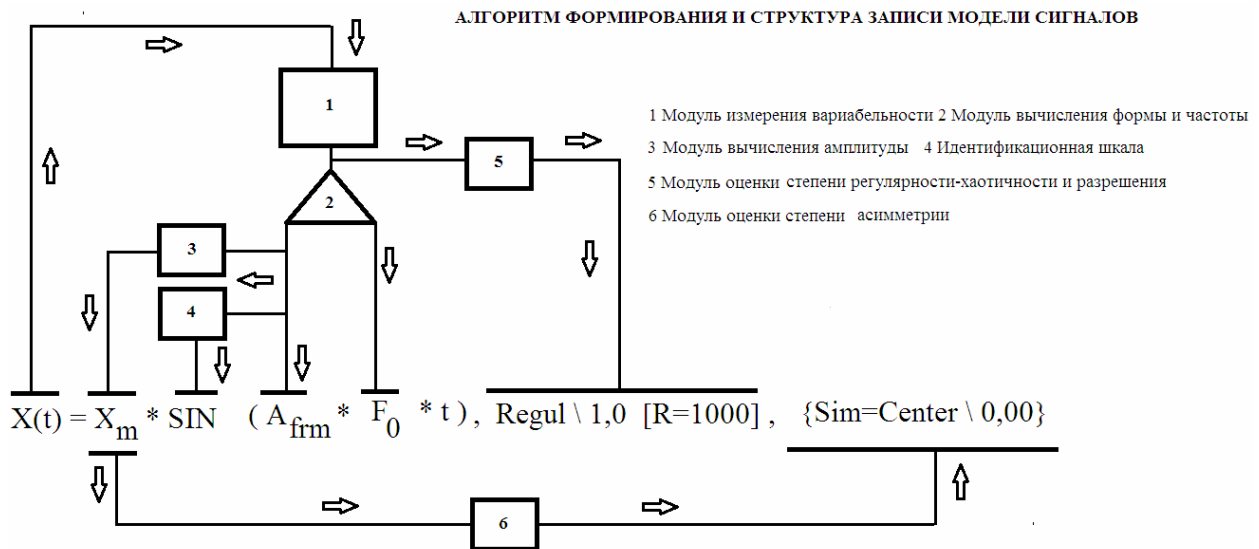 АЛГОРИТМ ФОРМИРОВАНИЯ И СТРУКТУРА ЗАПИСИ МОДЕЛИ СИГНАЛОВ
1
1 Модуль измерения вариабельности 2 Модуль вычисления формы и частоты
3 Модуль вычисления амплитуды 4 Идентификационная шкала
5
5 Модуль оценки степени регулярности-хаотичности и разрешения
2
6 Модуль оценки степени асимметрии
3
4
X(t) = Xm * SIN ( Afrm * F0 * t ) , Regul \ 1,0 [R=1000] , {Sim=Center \ 0,00}
6